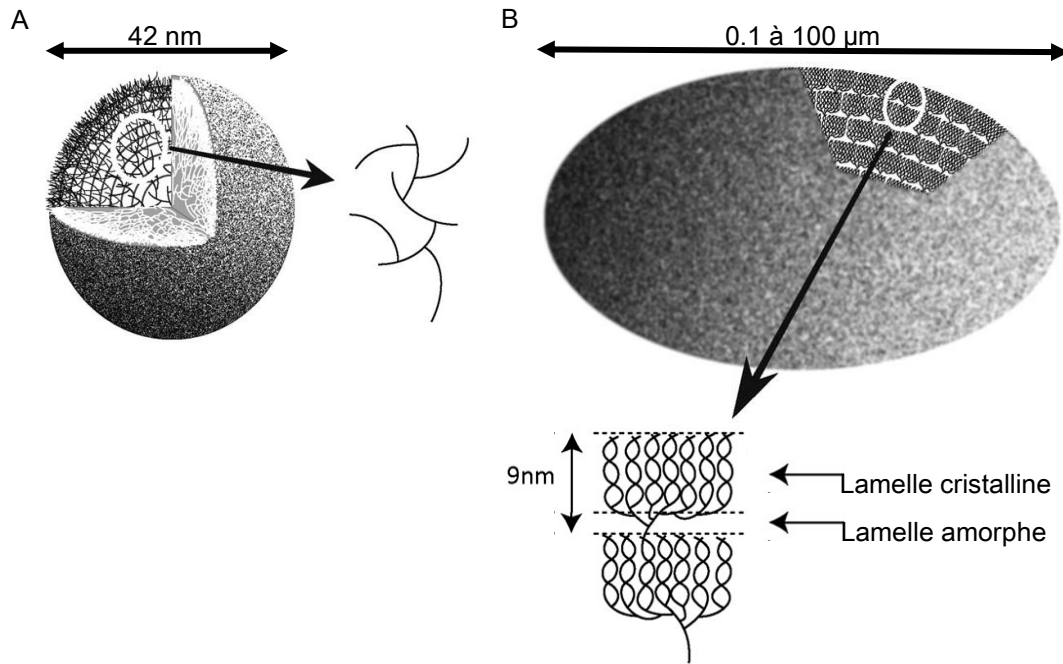 A
42 nm
B
0.1 à 100 µm
9nm
Lamelle cristalline
Lamelle amorphe